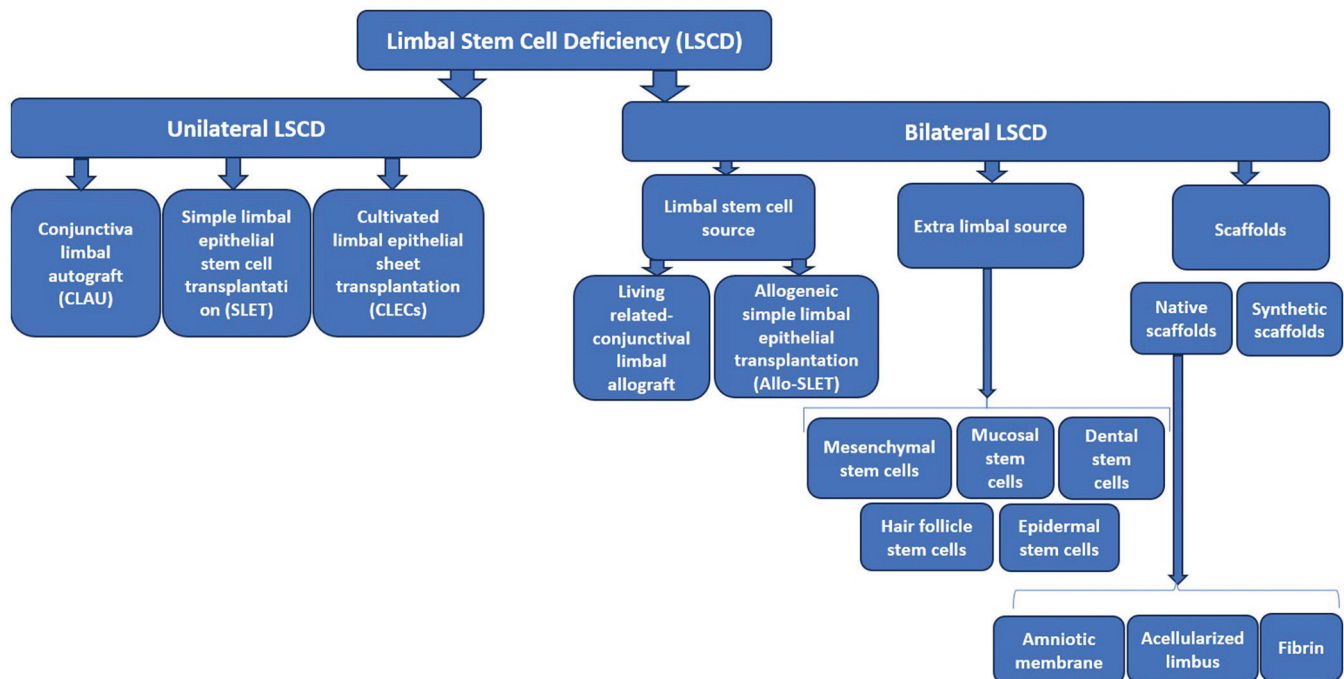 Limbal Stem Cell Deficiency (LSCD)
Unilateral LSCD
Bilateral LSCD
Conjunctiva
limbal
autograft
(CLAU)
Simple limbal
epithelial
stem cell
transplantati
on (SLET)
Cultivated
limbal epithelial
sheet
transplantation
(CLECs)
Limbal stem cell
source
Extra limbal source
Scaffolds
Living
related-
conjunctival
limbal
allograft
Allogeneic
simple limbal
epithelial
transplantation
(Allo-SLET)
Native
scaffolds
Synthetic
scaffolds
Mesenchymal
stem cells
Mucosal
stem
cells
Dental
stem
cells
Hair follicle
stem cells
Epidermal
stem cells
Amniotic
membrane
Acellularized
limbus
Fibrin